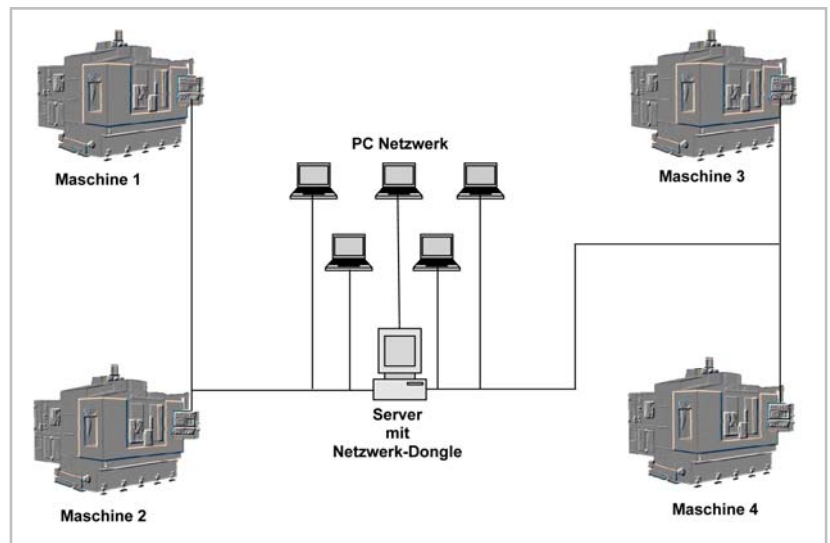 PC Netzwerk
Maschine 1
Maschine 3
Server
mit
Netzwerk-Dongle
Maschine 2
Maschine 4